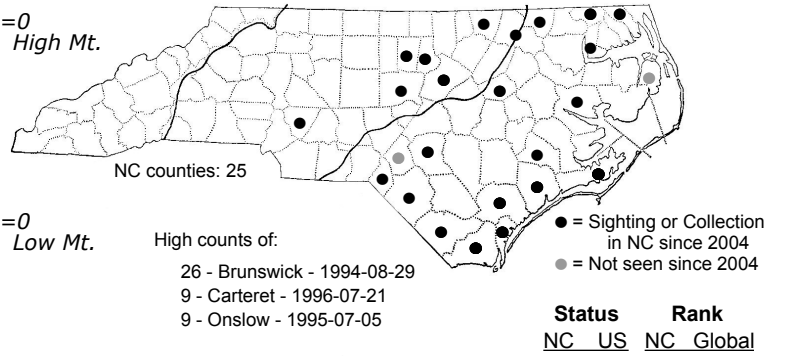 =0
High Mt.
NC counties: 25
=0
Low Mt.
High counts of:
26 - Brunswick - 1994-08-29
9 - Carteret - 1996-07-21
9 - Onslow - 1995-07-05
= Sighting or Collection
in NC since 2004
= Not seen since 2004
Status Rank
NC US NC Global